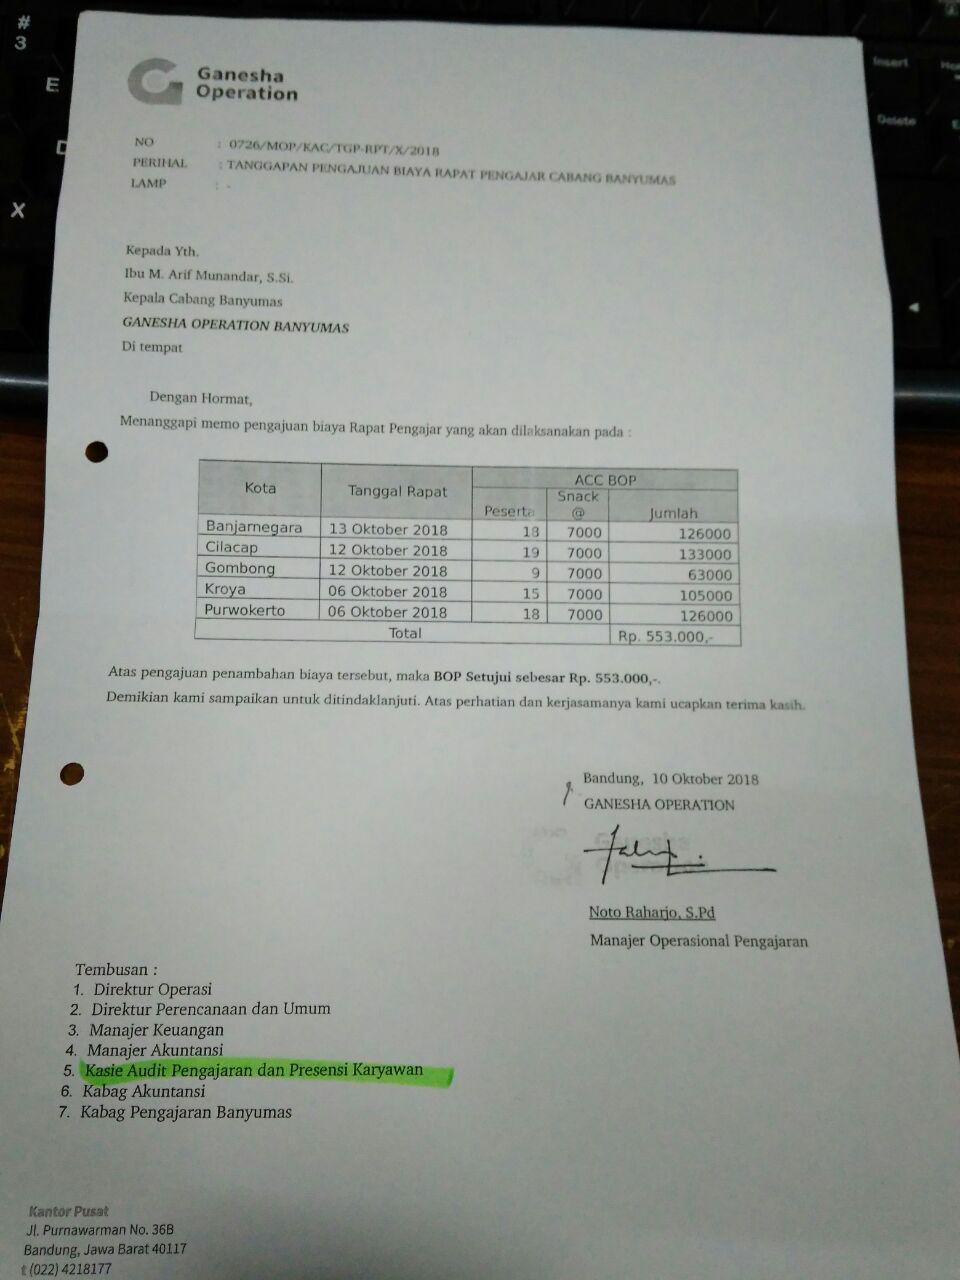 Ganesha
Operation
NO : 0726/MOP/KAC/TGP-RPT/X/2018
PERIHAL : TANGGAPAN PENGAJUAN BIAYA RAPAT PENGAJAR CABANG BANYUMAS
LAMP : -
Kepada Yth.
Ibu M. Arif Munandar, S.Si.
Kepala Cabang Banyumas
GANESHA OPERATION BANYUMAS
Di tempat
Dengan Hormat,
Menanggapi memo pengajuan biaya Rapat Pengajar yang akan dilaksanakan pada :
Kota Tanggal Rapat ACC BOP
Peserta Snack @ Jumlah
Banjarnegara 13 Oktober 2018 18 7000 126000
Cilacap 12 Oktober 2018 19 7000 133000
Gombong 12 Oktober 2018 9 7000 63000
Kroya 06 Oktober 2018 15 7000 105000
Purwokerto 06 Oktober 2018 18 7000 126000
Total Rp. 553.000,-
Atas pengajuan penambahan biaya tersebut, maka BOP Setujui sebesar Rp. 553.000,-.
Demikian kami sampaikan untuk ditindaklanjuti. Atas perhatian dan kerjasamanya kami ucapkan terima kasih.
Bandung, 10 Oktober 2018
GANESHA OPERATION
Noto Raharjo, S.Pd
Manajer Operasional Pengajaran
Tembusan :
1. Direktur Operasi
2. Direktur Perencanaan dan Umum
3. Manajer Keuangan
4. Manajer Akuntansi
5. Kasie Audit Pengajaran dan Presensi Karyawan
6. Kabag Akuntansi
7. Kabag Pengajaran Banyumas
Kantor Pusat
Jl. Purnawarman No. 36B
Bandung, Jawa Barat 40117
t (022) 4218177
#
3
E
X
Insert
Delete